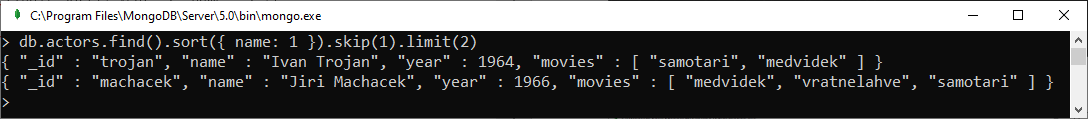 C:\Program Files\MongoDB\Server\5.0\bin\mongo.exe
> db.actors.find().sort({ name: 1 }).skip(1).limit(2)
{ "_id" : "trojan", "name" : "Ivan Trojan", "year" : 1964, "movies" : [ "samotari", "medvidek" ] }
{ "_id" : "machacek", "name" : "Jiri Machacek", "year" : 1966, "movies" : [ "medvidek", "vratnelahve", "samotari" ] }
>